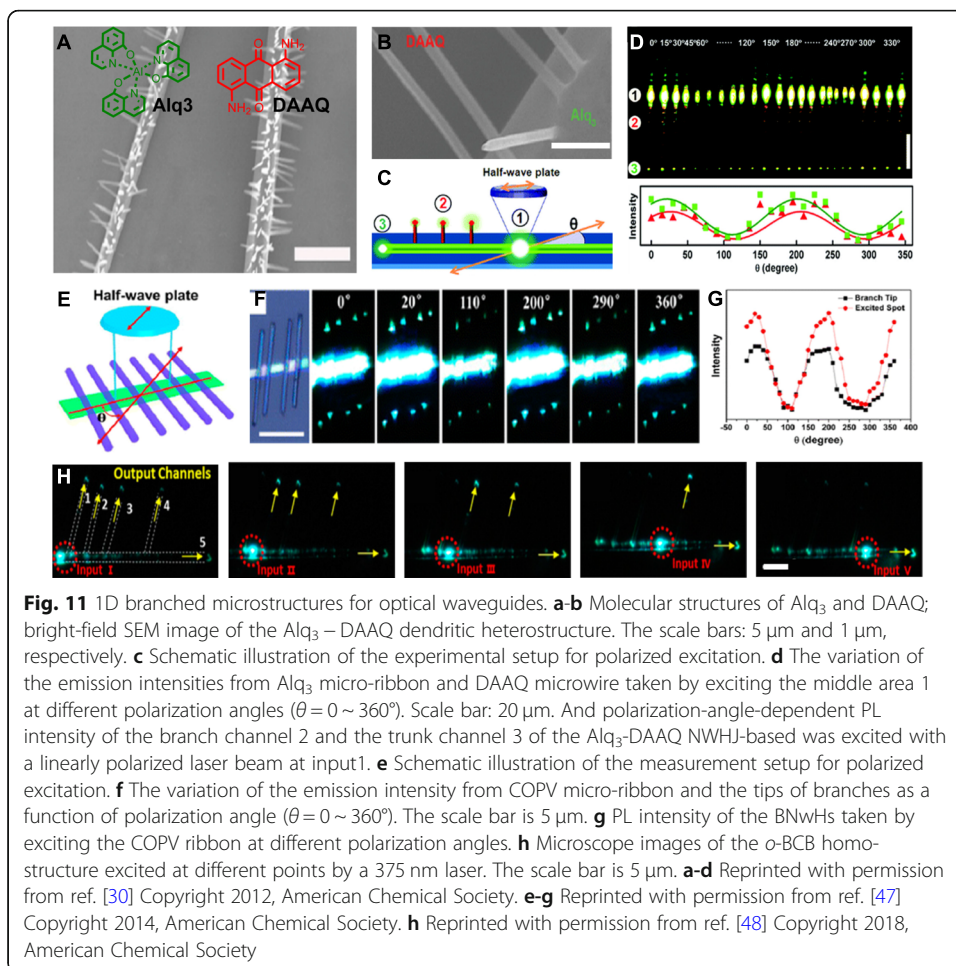 A
Alq3
DAAQ
O
O
O
N
N
N
Al
NH₂
O
O
NH₂
B
DAAQ
Alq₃
C
Half-wave plate
①
②
③
θ
D
0° 15°30°45°60° ······ 120° 150° 180° ······ 240°270° 300° 330°
①
②
③
Intensity
0 50 100 150 200 250 300 350
θ (degree)
E
Half-wave plate
θ
F
0° 20° 110° 200° 290° 360°
G
Branch Tip
Excited Spot
Intensity
-50 0 50 100 150 200 250 300 350 400
θ (degree)
H
Output Channels
1 2 3 4 5
Input I
Input II
Input III
Input IV
Input V
Fig. 11 1D branched microstructures for optical waveguides. a-b Molecular structures of Alq₃ and DAAQ;
bright-field SEM image of the Alq₃ − DAAQ dendritic heterostructure. The scale bars: 5 μm and 1 μm,
respectively. c Schematic illustration of the experimental setup for polarized excitation. d The variation of
the emission intensities from Alq₃ micro-ribbon and DAAQ microwire taken by exciting the middle area 1
at different polarization angles (θ = 0 ~ 360°). Scale bar: 20 μm. And polarization-angle-dependent PL
intensity of the branch channel 2 and the trunk channel 3 of the Alq₃-DAAQ NWHJ-based was excited with
a linearly polarized laser beam at input1. e Schematic illustration of the measurement setup for polarized
excitation. f The variation of the emission intensity from COPV micro-ribbon and the tips of branches as a
function of polarization angle (θ = 0 ~ 360°). The scale bar is 5 μm. g PL intensity of the BNwHs taken by
exciting the COPV ribbon at different polarization angles. h Microscope images of the o-BCB homo-
structure excited at different points by a 375 nm laser. The scale bar is 5 μm. a-d Reprinted with permission
from ref. [30] Copyright 2012, American Chemical Society. e-g Reprinted with permission from ref. [47]
Copyright 2014, American Chemical Society. h Reprinted with permission from ref. [48] Copyright 2018,
American Chemical Society